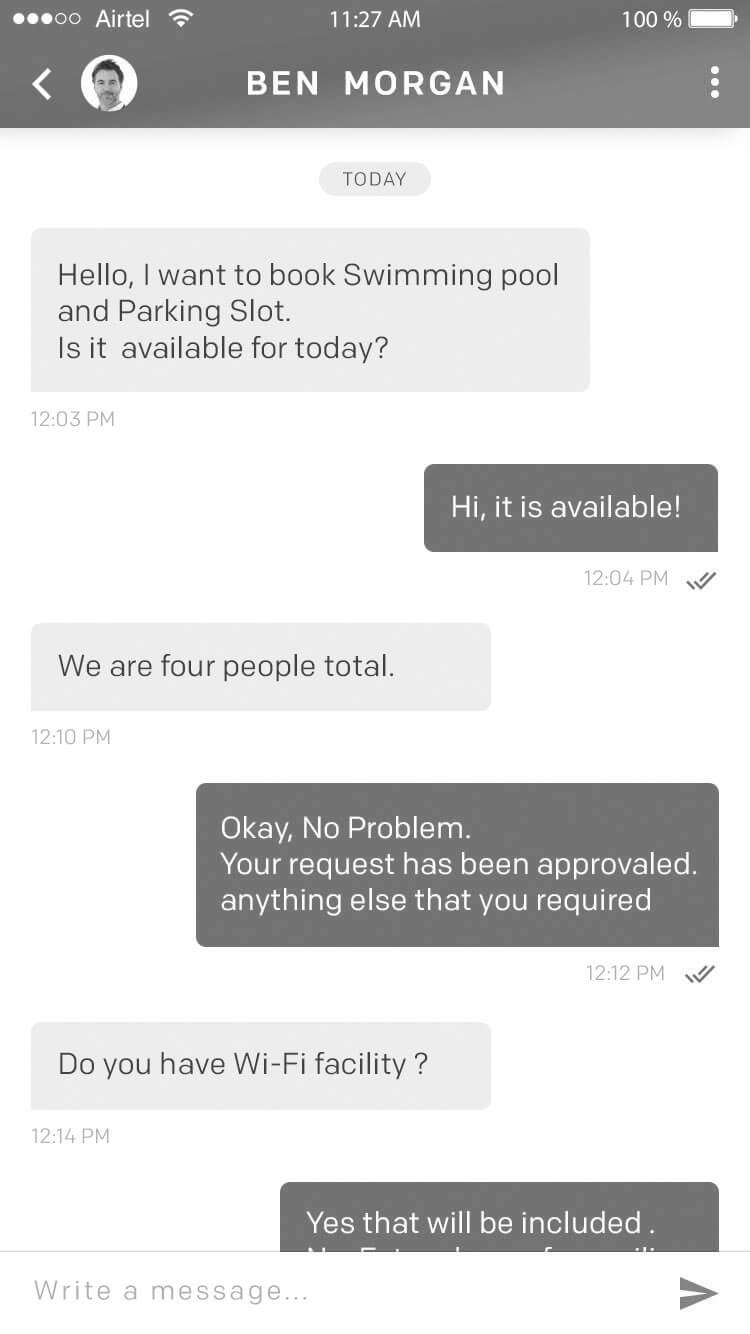 Airtel 11:27 AM 100 %
BEN MORGAN
TODAY
Hello, I want to book Swimming pool
and Parking Slot.
Is it available for today?
12:03 PM
Hi, it is available!
12:04 PM
We are four people total.
12:10 PM
Okay, No Problem.
Your request has been approvaled.
anything else that you required
12:12 PM
Do you have Wi-Fi facility ?
12:14 PM
Yes that will be included .
Write a message...